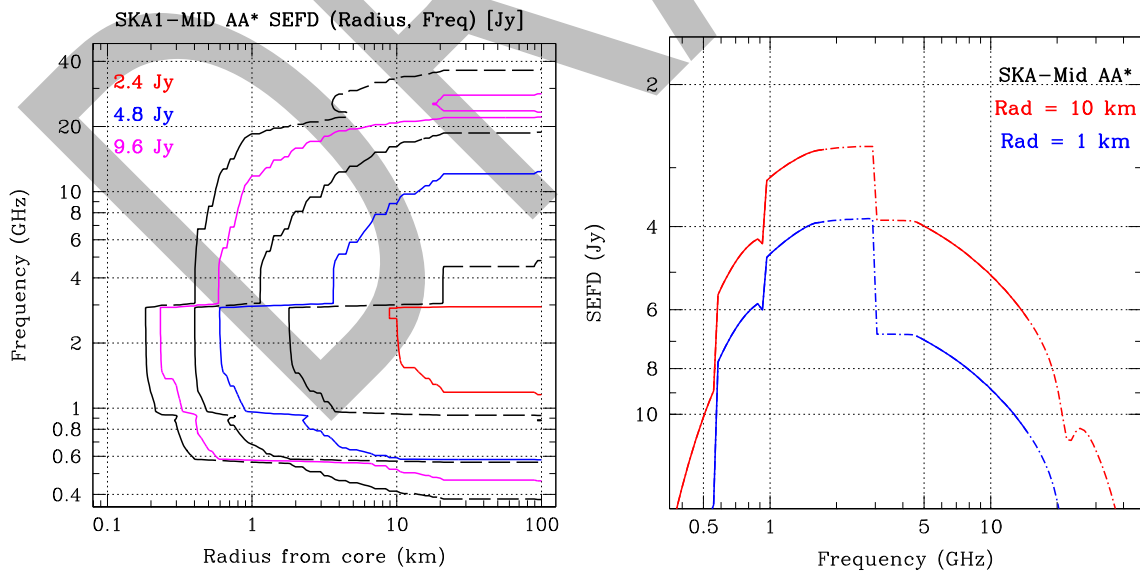 SKA1-MID AA* SEFD (Radius, Freq) [Jy]
2.4 Jy
4.8 Jy
9.6 Jy
40
20
10
8
6
4
2
1
0.8
0.6
0.4
0.1
1
10
100
Frequency (GHz)
Radius from core (km)
SKA-Mid AA*
Rad = 10 km
Rad = 1 km
2
4
6
8
10
0.5
1
5
10
SEFD (Jy)
Frequency (GHz)